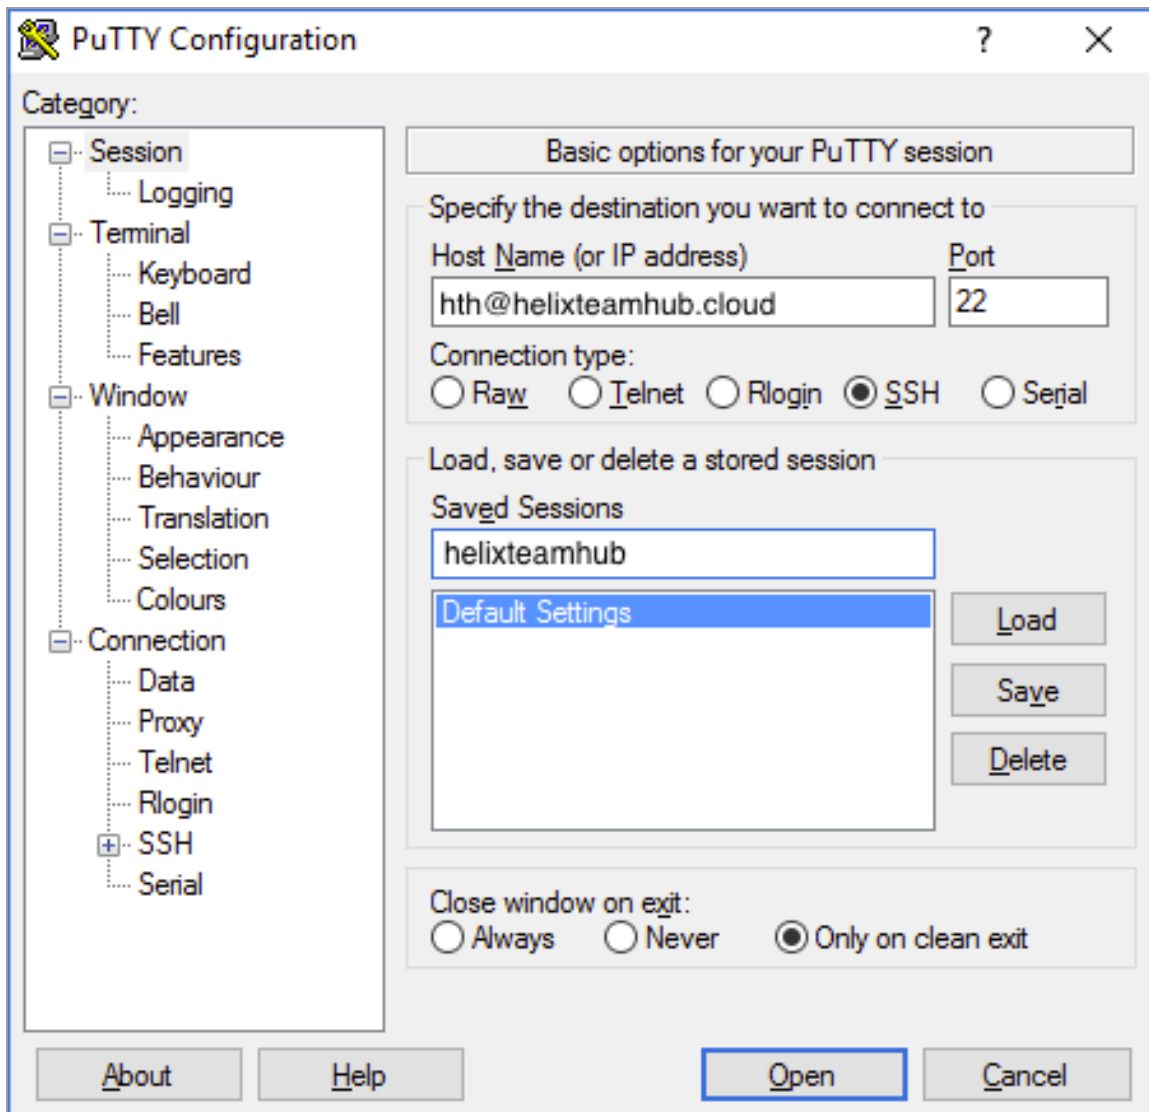 PuTTY Configuration
?
Category:
Session
Logging
Terminal
Keyboard
Bell
Features
Window
Appearance
Behaviour
Translation
Selection
Colours
Connection
Data
Proxy
Telnet
Rlogin
SSH
Serial
Basic options for your PuTTY session
Specify the destination you want to connect to
Host Name (or IP address) Port
hth@helixteamhub.cloud 22
Connection type:
Raw Telnet Rlogin SSH Serial
Load, save or delete a stored session
Saved Sessions
helixteamhub
Default Settings
Load
Save
Delete
Close window on exit:
Always Never Only on clean exit
About Help Open Cancel